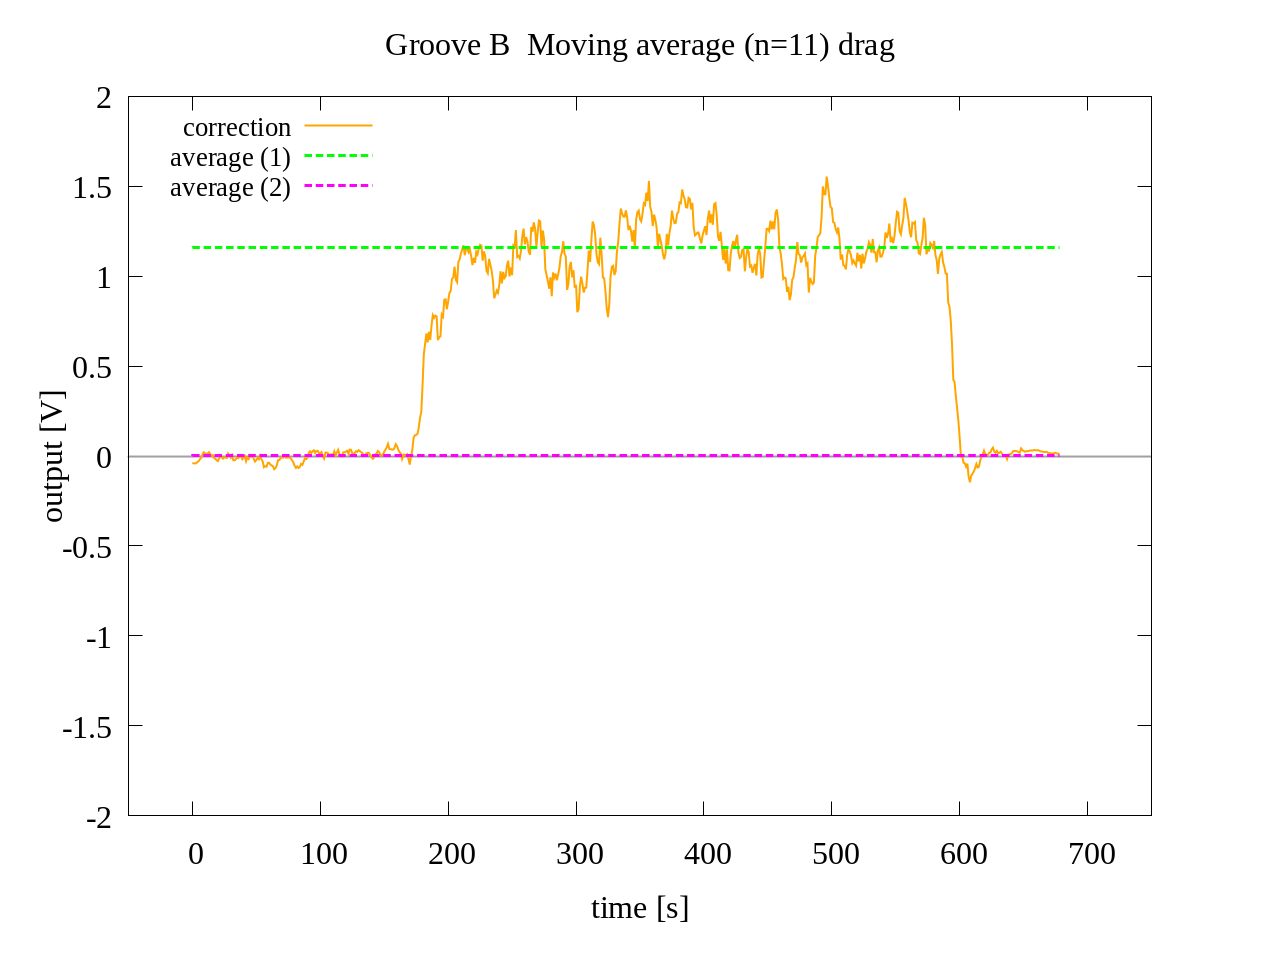 Groove B  Moving average (n=11) drag
correction
average (1)
average (2)
2
1.5
1
0.5
0
-0.5
-1
-1.5
-2
output [V]
0 100 200 300 400 500 600 700
time [s]